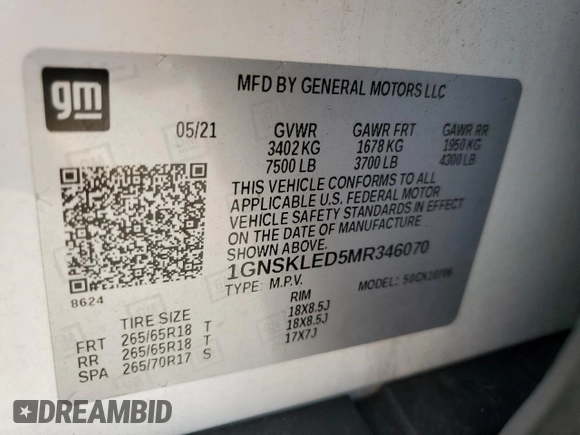 gm
MFD BY GENERAL MOTORS LLC
05/21 GVWR GAWR FRT GAWR RR
3402 KG 1678 KG 1950 KG
7500 LB 3700 LB 4300 LB
THIS VEHICLE CONFORMS TO ALL
APPLICABLE U.S. FEDERAL MOTOR
VEHICLE SAFETY STANDARDS IN EFFECT
ON THE DATE OF MANUFACTURE
SHOWN ABOVE.
1GNSKLED5MR346070
TYPE: M.P.V. MODEL:
8624
TIRE SIZE RIM
FRT 265/65R18 T 18X8.5J
RR 265/65R18 T 18X8.5J
SPA 265/70R17 S 17X7J
DREAMBID